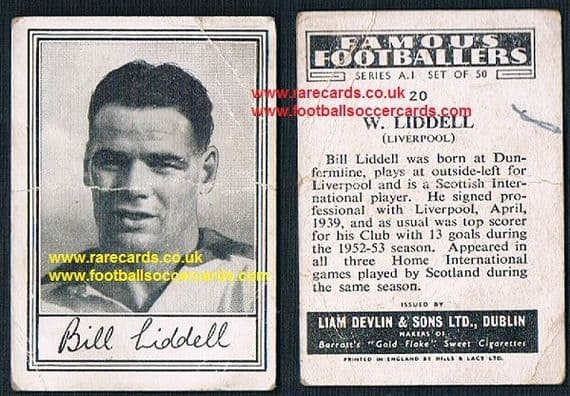 www.rarecards.co.uk
www.footballsoccercards.com
Bill Liddell
FAMOUS
FOOTBALLERS
SERIES A.I SET OF 50
www.rarecards.co.uk
20
www.footballsoccercards.com
W. LIDDELL
(LIVERPOOL)
Bill Liddell was born at Dun-
fermline, plays at outside-left for
Liverpool and is a Scottish Inter-
national player. He signed pro-
fessional with Liverpool, April,
1939, and as usual was top scorer
for his Club with 13 goals during
the 1952-53 season. Appeared in
all three Home International
games played by Scotland during
the same season.
ISSUED BY
LIAM DEVLIN & SONS LTD., DUBLIN
MAKERS OF
Barratt's "Gold Flake" Sweet Cigarettes
PRINTED IN ENGLAND BY HILLS & LACY LTD.